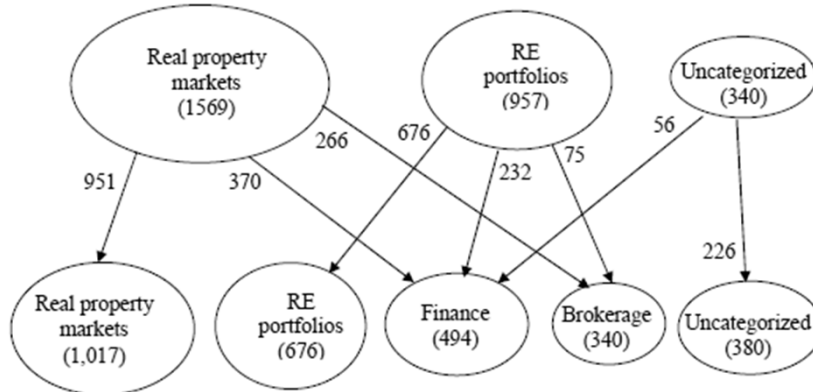 Real property
markets
(1569)
RE
portfolios
(957)
Uncategorized
(340)
951
370
266
676
232
75
56
226
Real property
markets
(1,017)
RE
portfolios
(676)
Finance
(494)
Brokerage
(340)
Uncategorized
(380)